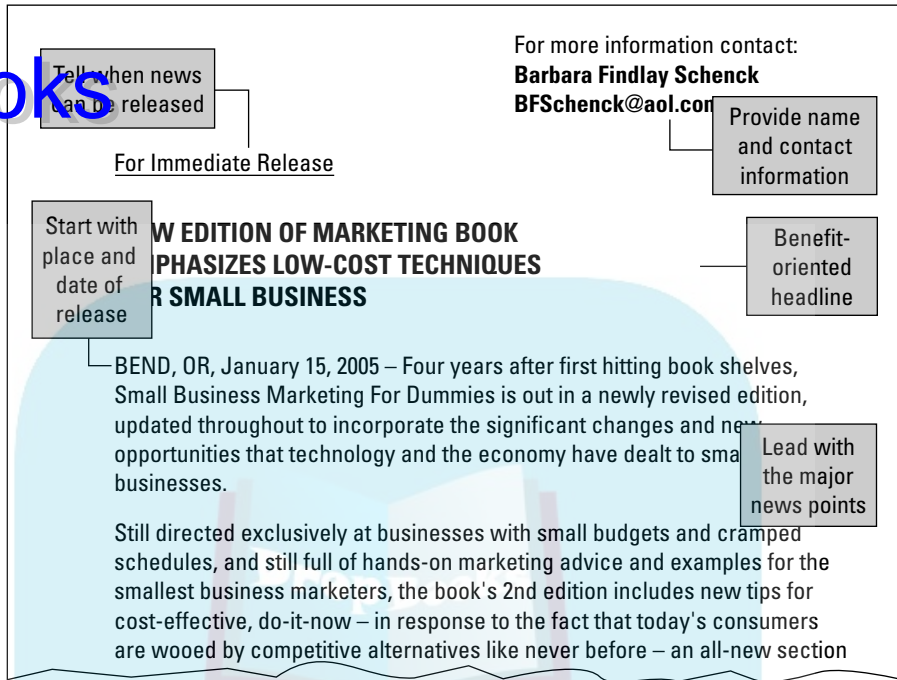 For more information contact:
Barbara Findlay Schenck
BFSchenck@aol.com
oks
Tell when news
can be released
Provide name
and contact
information
For Immediate Release
Start with
place and
date of
release
W EDITION OF MARKETING BOOK
PHASIZES LOW-COST TECHNIQUES
R SMALL BUSINESS
Benefit-
oriented
headline
BEND, OR, January 15, 2005 – Four years after first hitting book shelves,
Small Business Marketing For Dummies is out in a newly revised edition,
updated throughout to incorporate the significant changes and new
opportunities that technology and the economy have dealt to sma
businesses.
Lead with
the major
news points
Still directed exclusively at businesses with small budgets and cramped
schedules, and still full of hands-on marketing advice and examples for the
smallest business marketers, the book's 2nd edition includes new tips for
cost-effective, do-it-now – in response to the fact that today's consumers
are wooed by competitive alternatives like never before – an all-new section